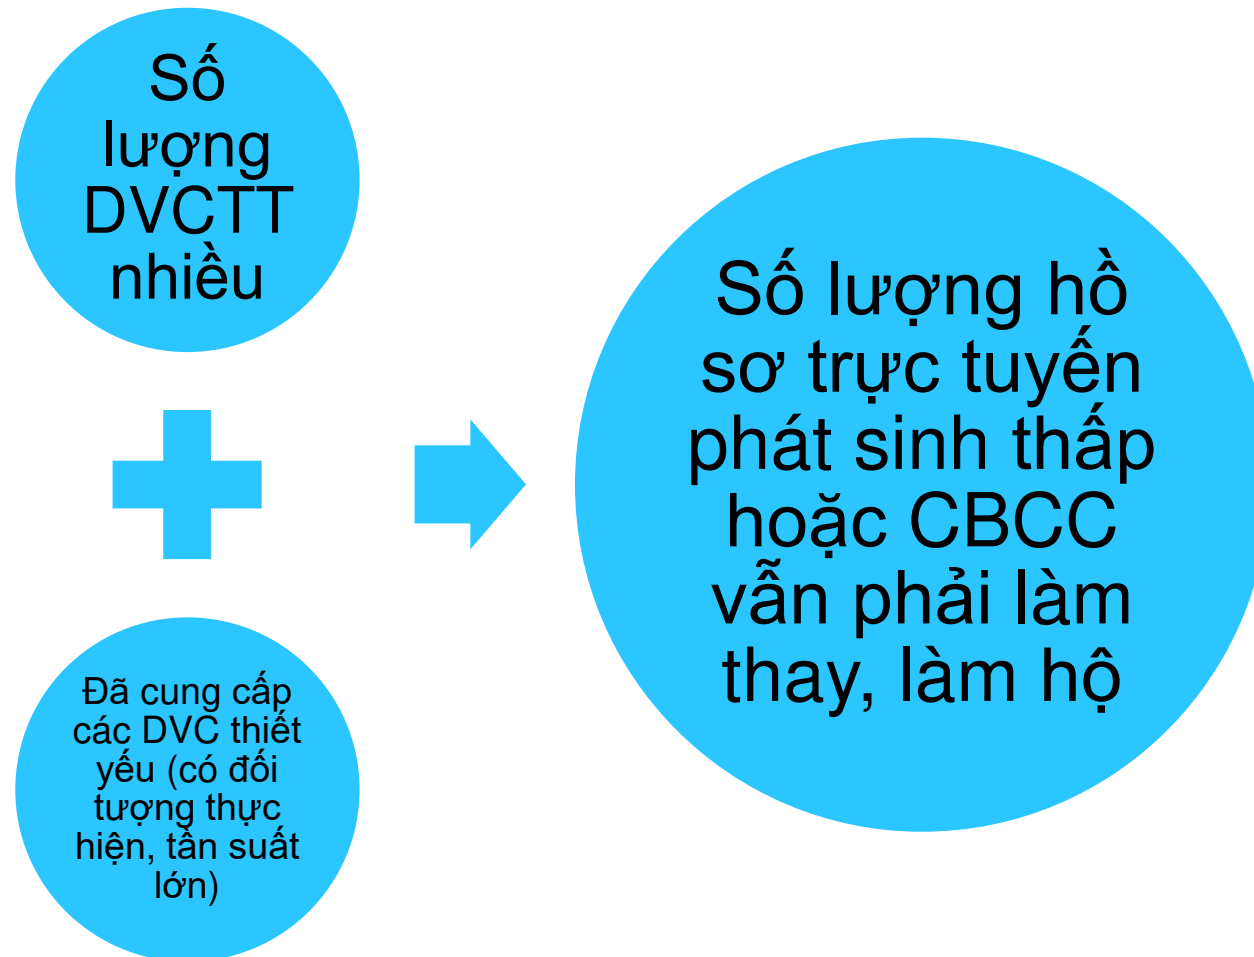 Số
lượng
DVCTT
nhiều
Đã cung cấp
các DVC thiết
yếu (có đối
tượng thực
hiện, tần suất
lớn)
Số lượng hồ
sơ trực tuyến
phát sinh thấp
hoặc CBCC
vẫn phải làm
thay, làm hộ